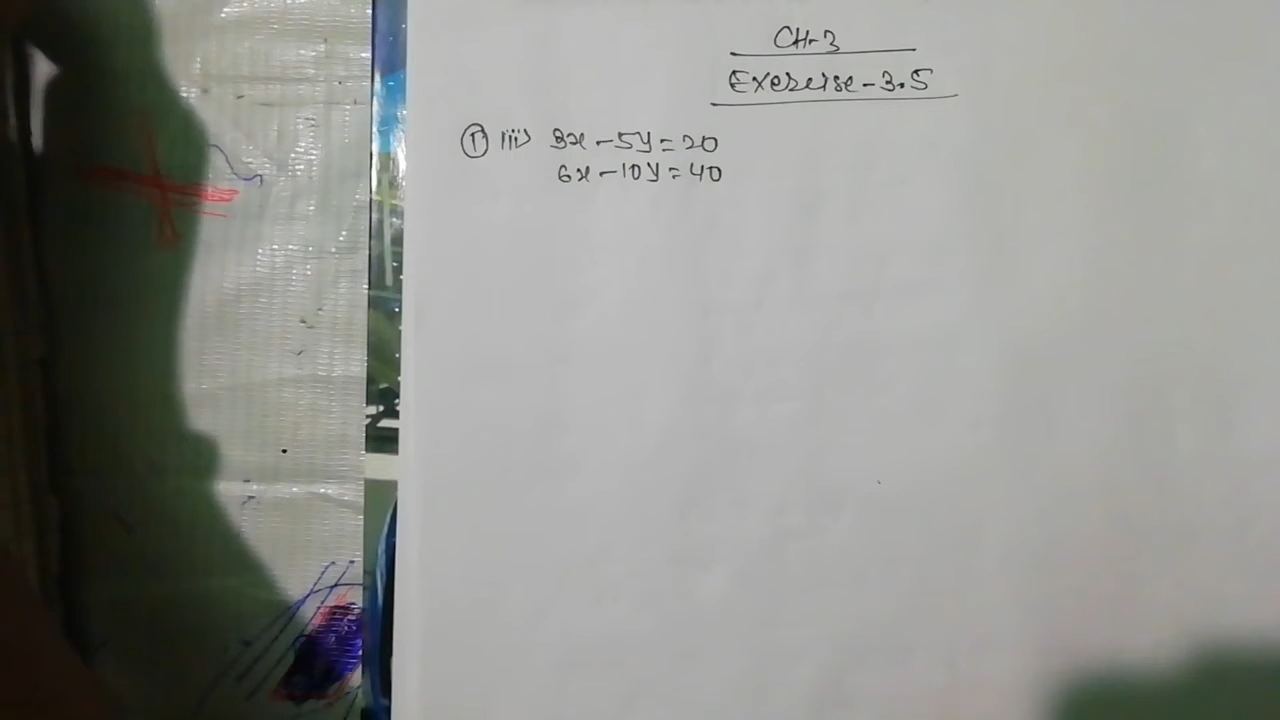 CH-3
Exercise-3.5
① iii) 3x-5y=20
6x-10y=40